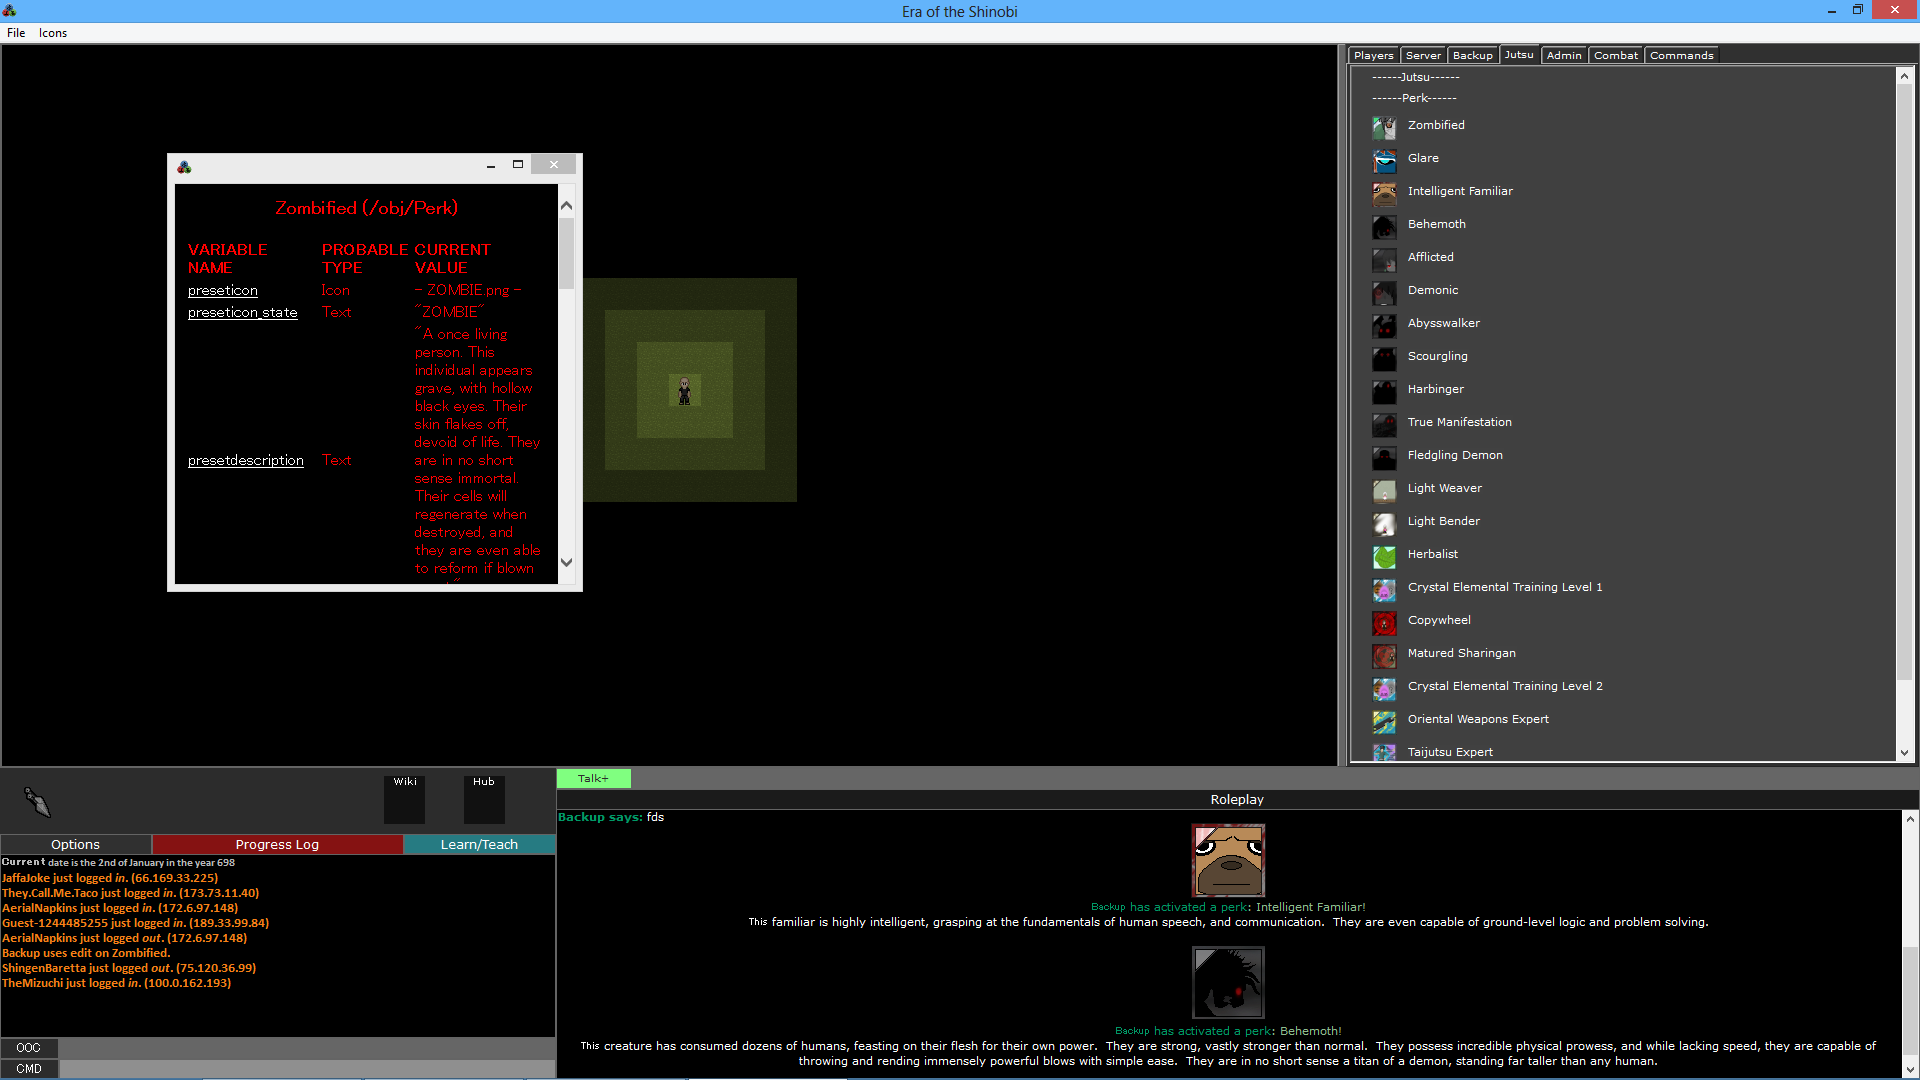 Era of the Shinobi
File Icons
Players Server Backup Jutsu Admin Combat Commands
------Jutsu------
------Perk------
Zombified
Glare
Intelligent Familiar
Behemoth
Afflicted
Demonic
Abysswalker
Scourgling
Harbinger
True Manifestation
Fledgling Demon
Light Weaver
Light Bender
Herbalist
Crystal Elemental Training Level 1
Copywheel
Matured Sharingan
Crystal Elemental Training Level 2
Oriental Weapons Expert
Taijutsu Expert
Zombified (/obj/Perk)
VARIABLE NAME PROBABLE TYPE CURRENT VALUE
preseticon Icon - ZOMBIE.png -
preseticon_state Text "ZOMBIE"
presetdescription Text
"A once living
person. This
individual appears
grave, with hollow
black eyes. Their
skin flakes off,
devoid of life. They
are in no short
sense immortal.
Their cells will
regenerate when
destroyed, and
they are even able
to reform if blown
Wiki Hub
Options Progress Log Learn/Teach
Current date is the 2nd of January in the year 698
JaffaJoke just logged in. (66.169.33.225)
They.Call.Me.Taco just logged in. (173.73.11.40)
AerialNapkins just logged in. (172.6.97.148)
Guest-1244485255 just logged in. (189.33.99.84)
AerialNapkins just logged out. (172.6.97.148)
Backup uses edit on Zombified.
ShingenBaretta just logged out. (75.120.36.99)
TheMizuchi just logged in. (100.0.162.193)
OOC
CMD
Talk+
Roleplay
Backup says: fds
Backup has activated a perk: Intelligent Familiar!
This familiar is highly intelligent, grasping at the fundamentals of human speech, and communication. They are even capable of ground-level logic and problem solving.
Backup has activated a perk: Behemoth!
This creature has consumed dozens of humans, feasting on their flesh for their own power. They are strong, vastly stronger than normal. They possess incredible physical prowess, and while lacking speed, they are capable of
throwing and rending immensely powerful blows with simple ease. They are in no short sense a titan of a demon, standing far taller than any human.